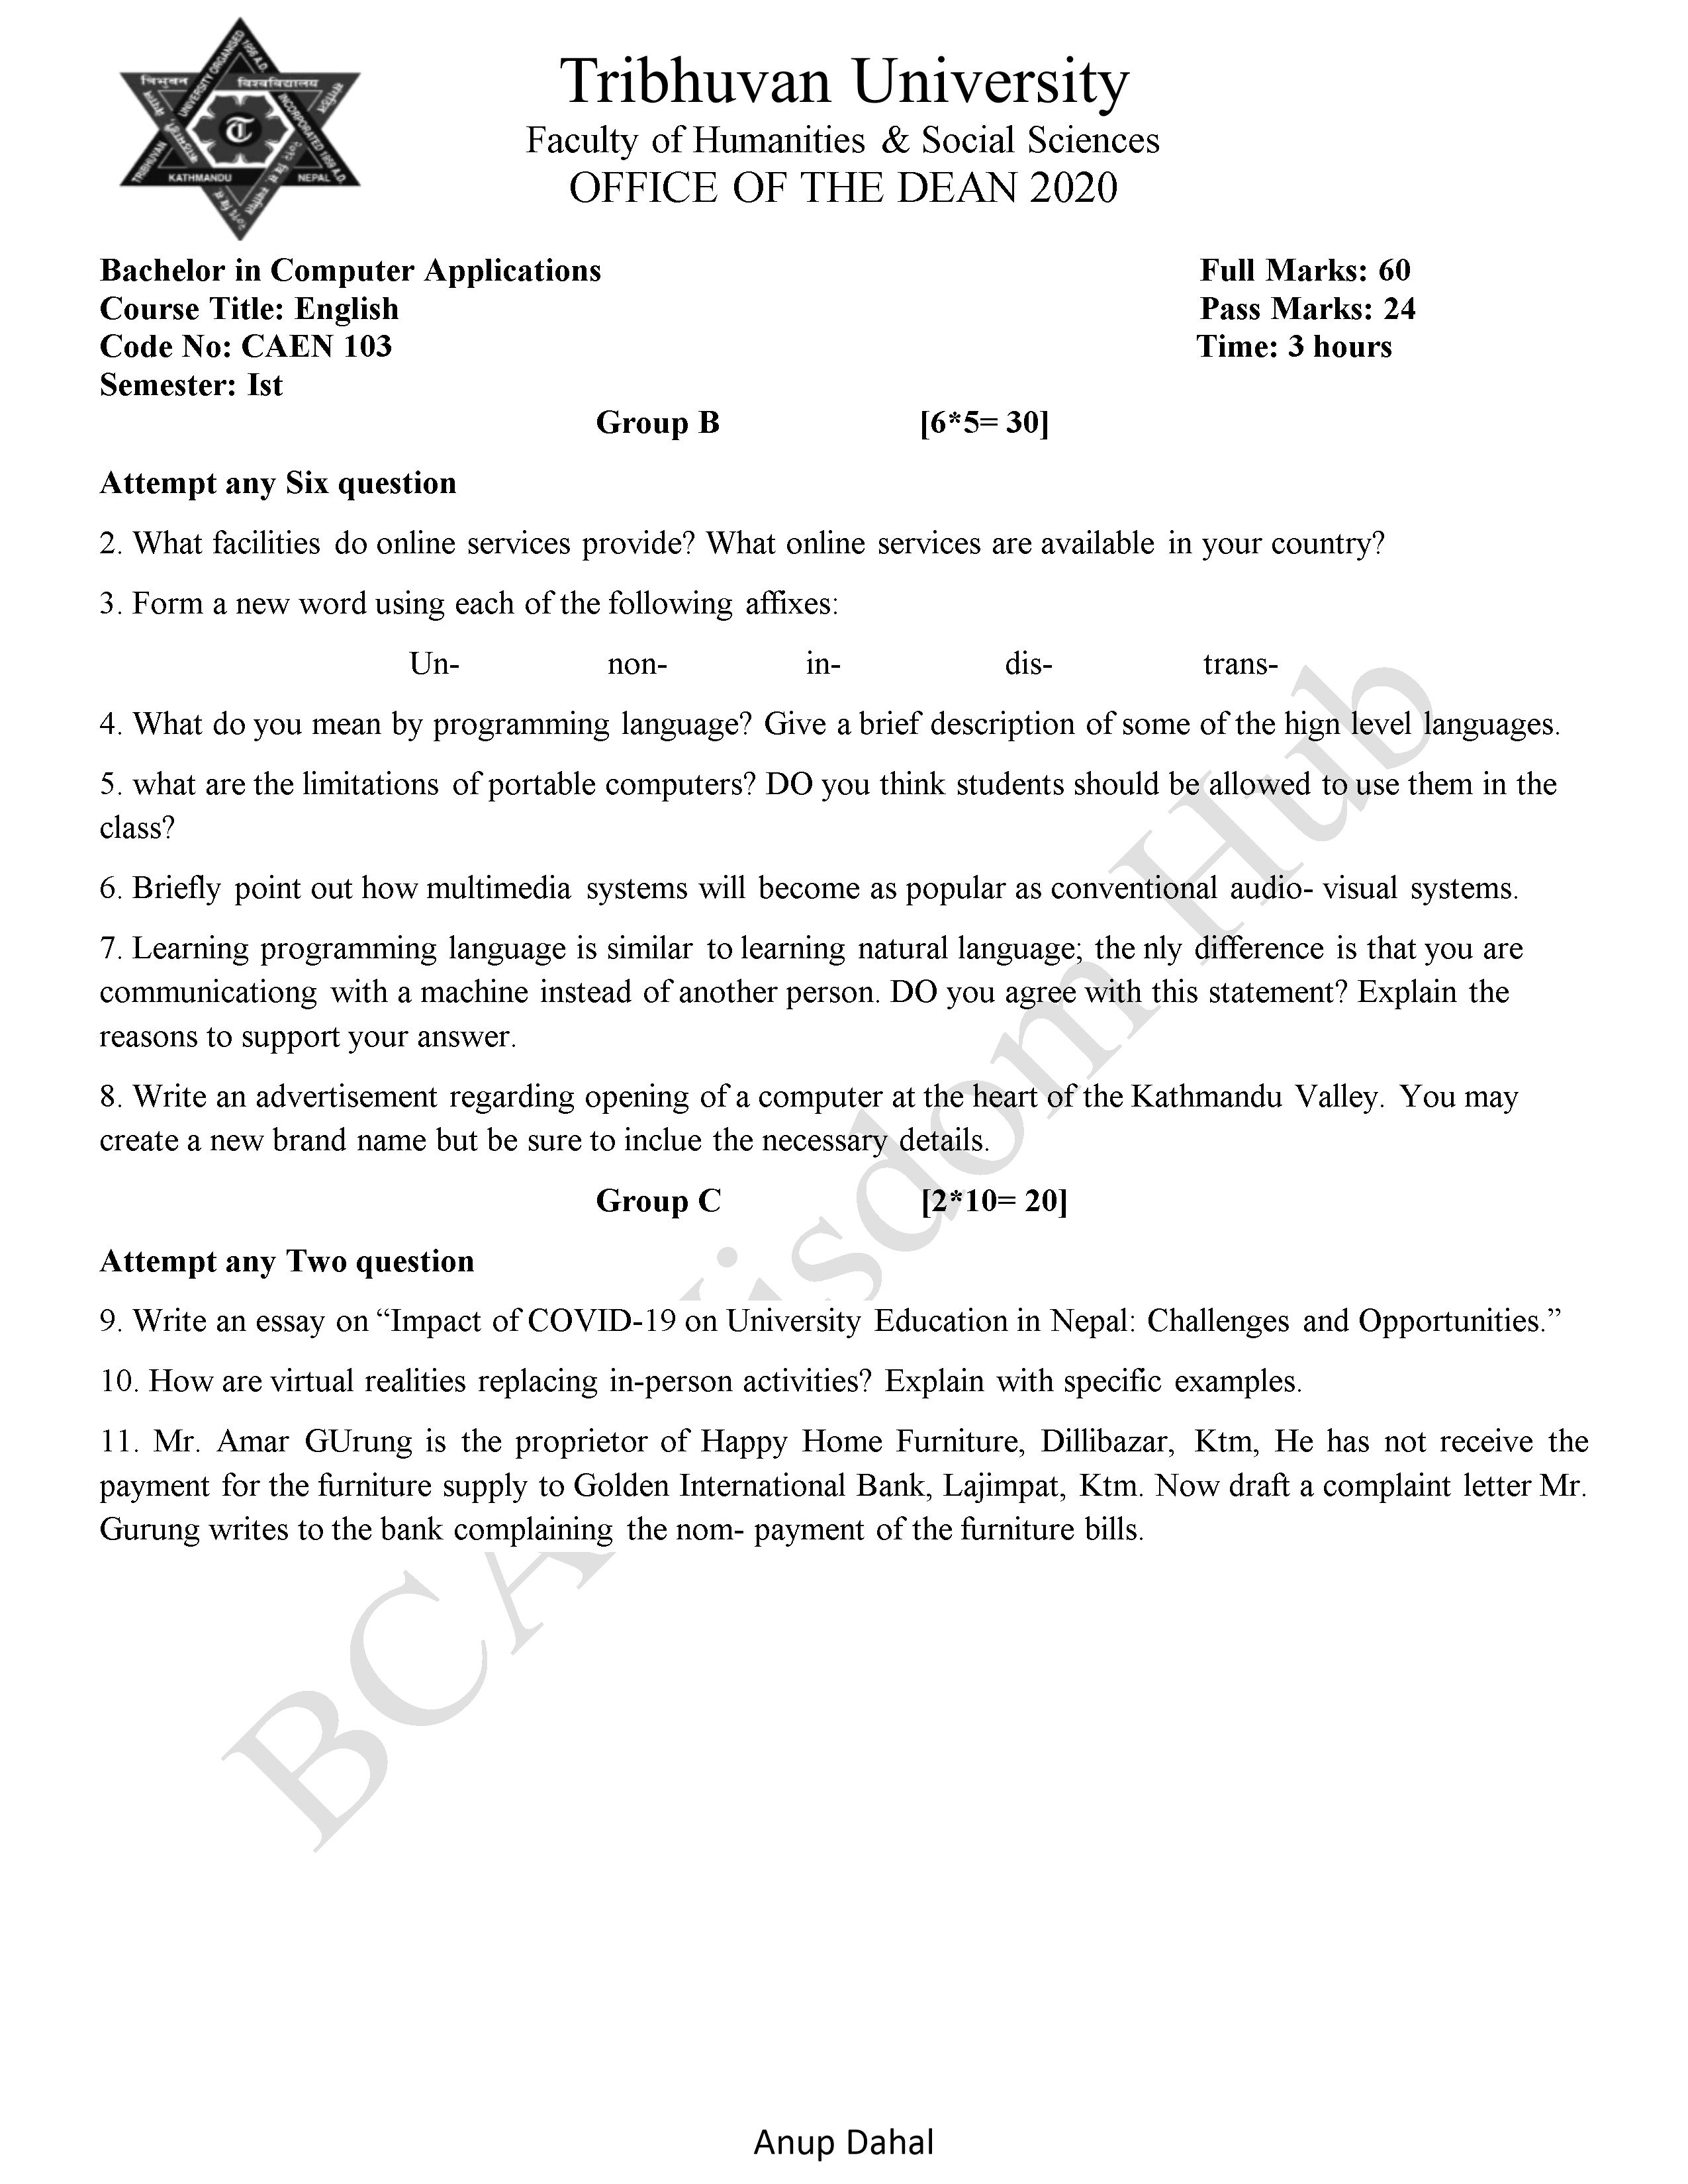 त्रिभुवन विश्वविद्यालय
UNIVERSITY ORGANISED 1956 A.D.
INCORPORATED 1959 A.D.
TRIBHUVAN
KATHMANDU NEPAL
T
Tribhuvan University
Faculty of Humanities & Social Sciences
OFFICE OF THE DEAN 2020
Bachelor in Computer Applications Full Marks: 60
Course Title: English Pass Marks: 24
Code No: CAEN 103 Time: 3 hours
Semester: Ist
Group B [6*5= 30]
Attempt any Six question
2. What facilities do online services provide? What online services are available in your country?
3. Form a new word using each of the following affixes:
Un- non- in- dis- trans-
4. What do you mean by programming language? Give a brief description of some of the hign level languages.
5. what are the limitations of portable computers? DO you think students should be allowed to use them in the
class?
6. Briefly point out how multimedia systems will become as popular as conventional audio- visual systems.
7. Learning programming language is similar to learning natural language; the nly difference is that you are
communicationg with a machine instead of another person. DO you agree with this statement? Explain the
reasons to support your answer.
8. Write an advertisement regarding opening of a computer at the heart of the Kathmandu Valley. You may
create a new brand name but be sure to inclue the necessary details.
Group C [2*10= 20]
Attempt any Two question
9. Write an essay on “Impact of COVID-19 on University Education in Nepal: Challenges and Opportunities.”
10. How are virtual realities replacing in-person activities? Explain with specific examples.
11. Mr. Amar GUrung is the proprietor of Happy Home Furniture, Dillibazar, Ktm, He has not receive the
payment for the furniture supply to Golden International Bank, Lajimpat, Ktm. Now draft a complaint letter Mr.
Gurung writes to the bank complaining the nom- payment of the furniture bills.
BCA isdom Hub
Anup Dahal